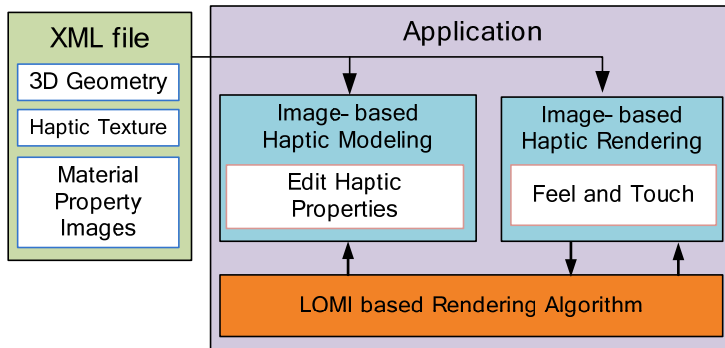 XML file
3D Geometry
Haptic Texture
Material
Property
Images
Application
Image-based
Haptic Modeling
Edit Haptic
Properties
Image-based
Haptic Rendering
Feel and Touch
LOMI based Rendering Algorithm